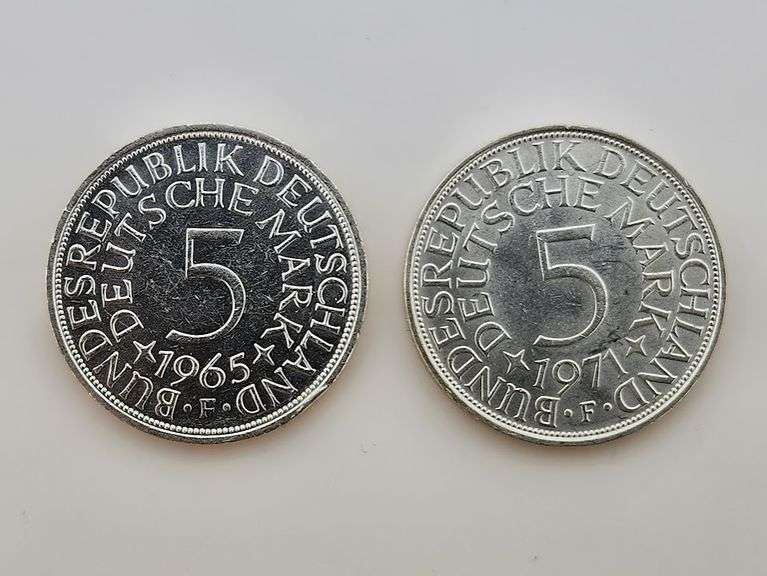 BUNDESREPUBLIK DEUTSCHLAND
DEUTSCHE MARK
5
1965
· F ·
BUNDESREPUBLIK DEUTSCHLAND
DEUTSCHE MARK
5
1971
· F ·